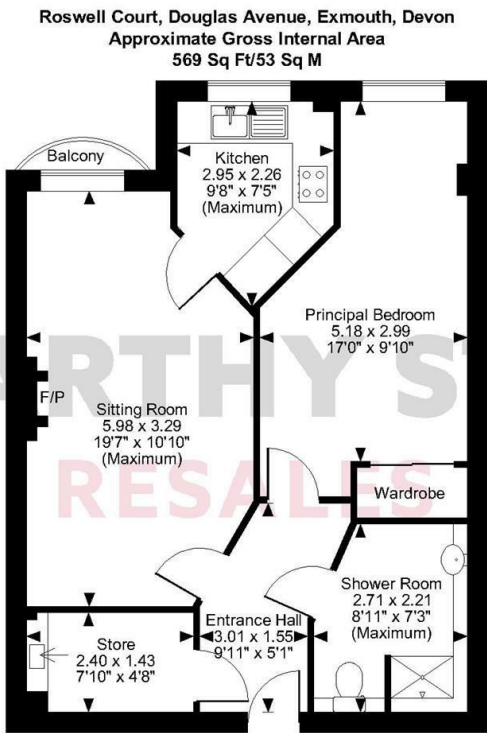 Roswell Court, Douglas Avenue, Exmouth, Devon
Approximate Gross Internal Area
569 Sq Ft/53 Sq M
Balcony
Kitchen
2.95 x 2.26
9'8" x 7'5"
(Maximum)
Principal Bedroom
5.18 x 2.99
17'0" x 9'10"
ARTHY S
F/P
Sitting Room
5.98 x 3.29
19'7" x 10'10"
(Maximum)
RESALES
Wardrobe
Shower Room
2.71 x 2.21
8'11" x 7'3"
(Maximum)
Entrance Hall
3.01 x 1.55
9'11" x 5'1"
Store
2.40 x 1.43
7'10" x 4'8"